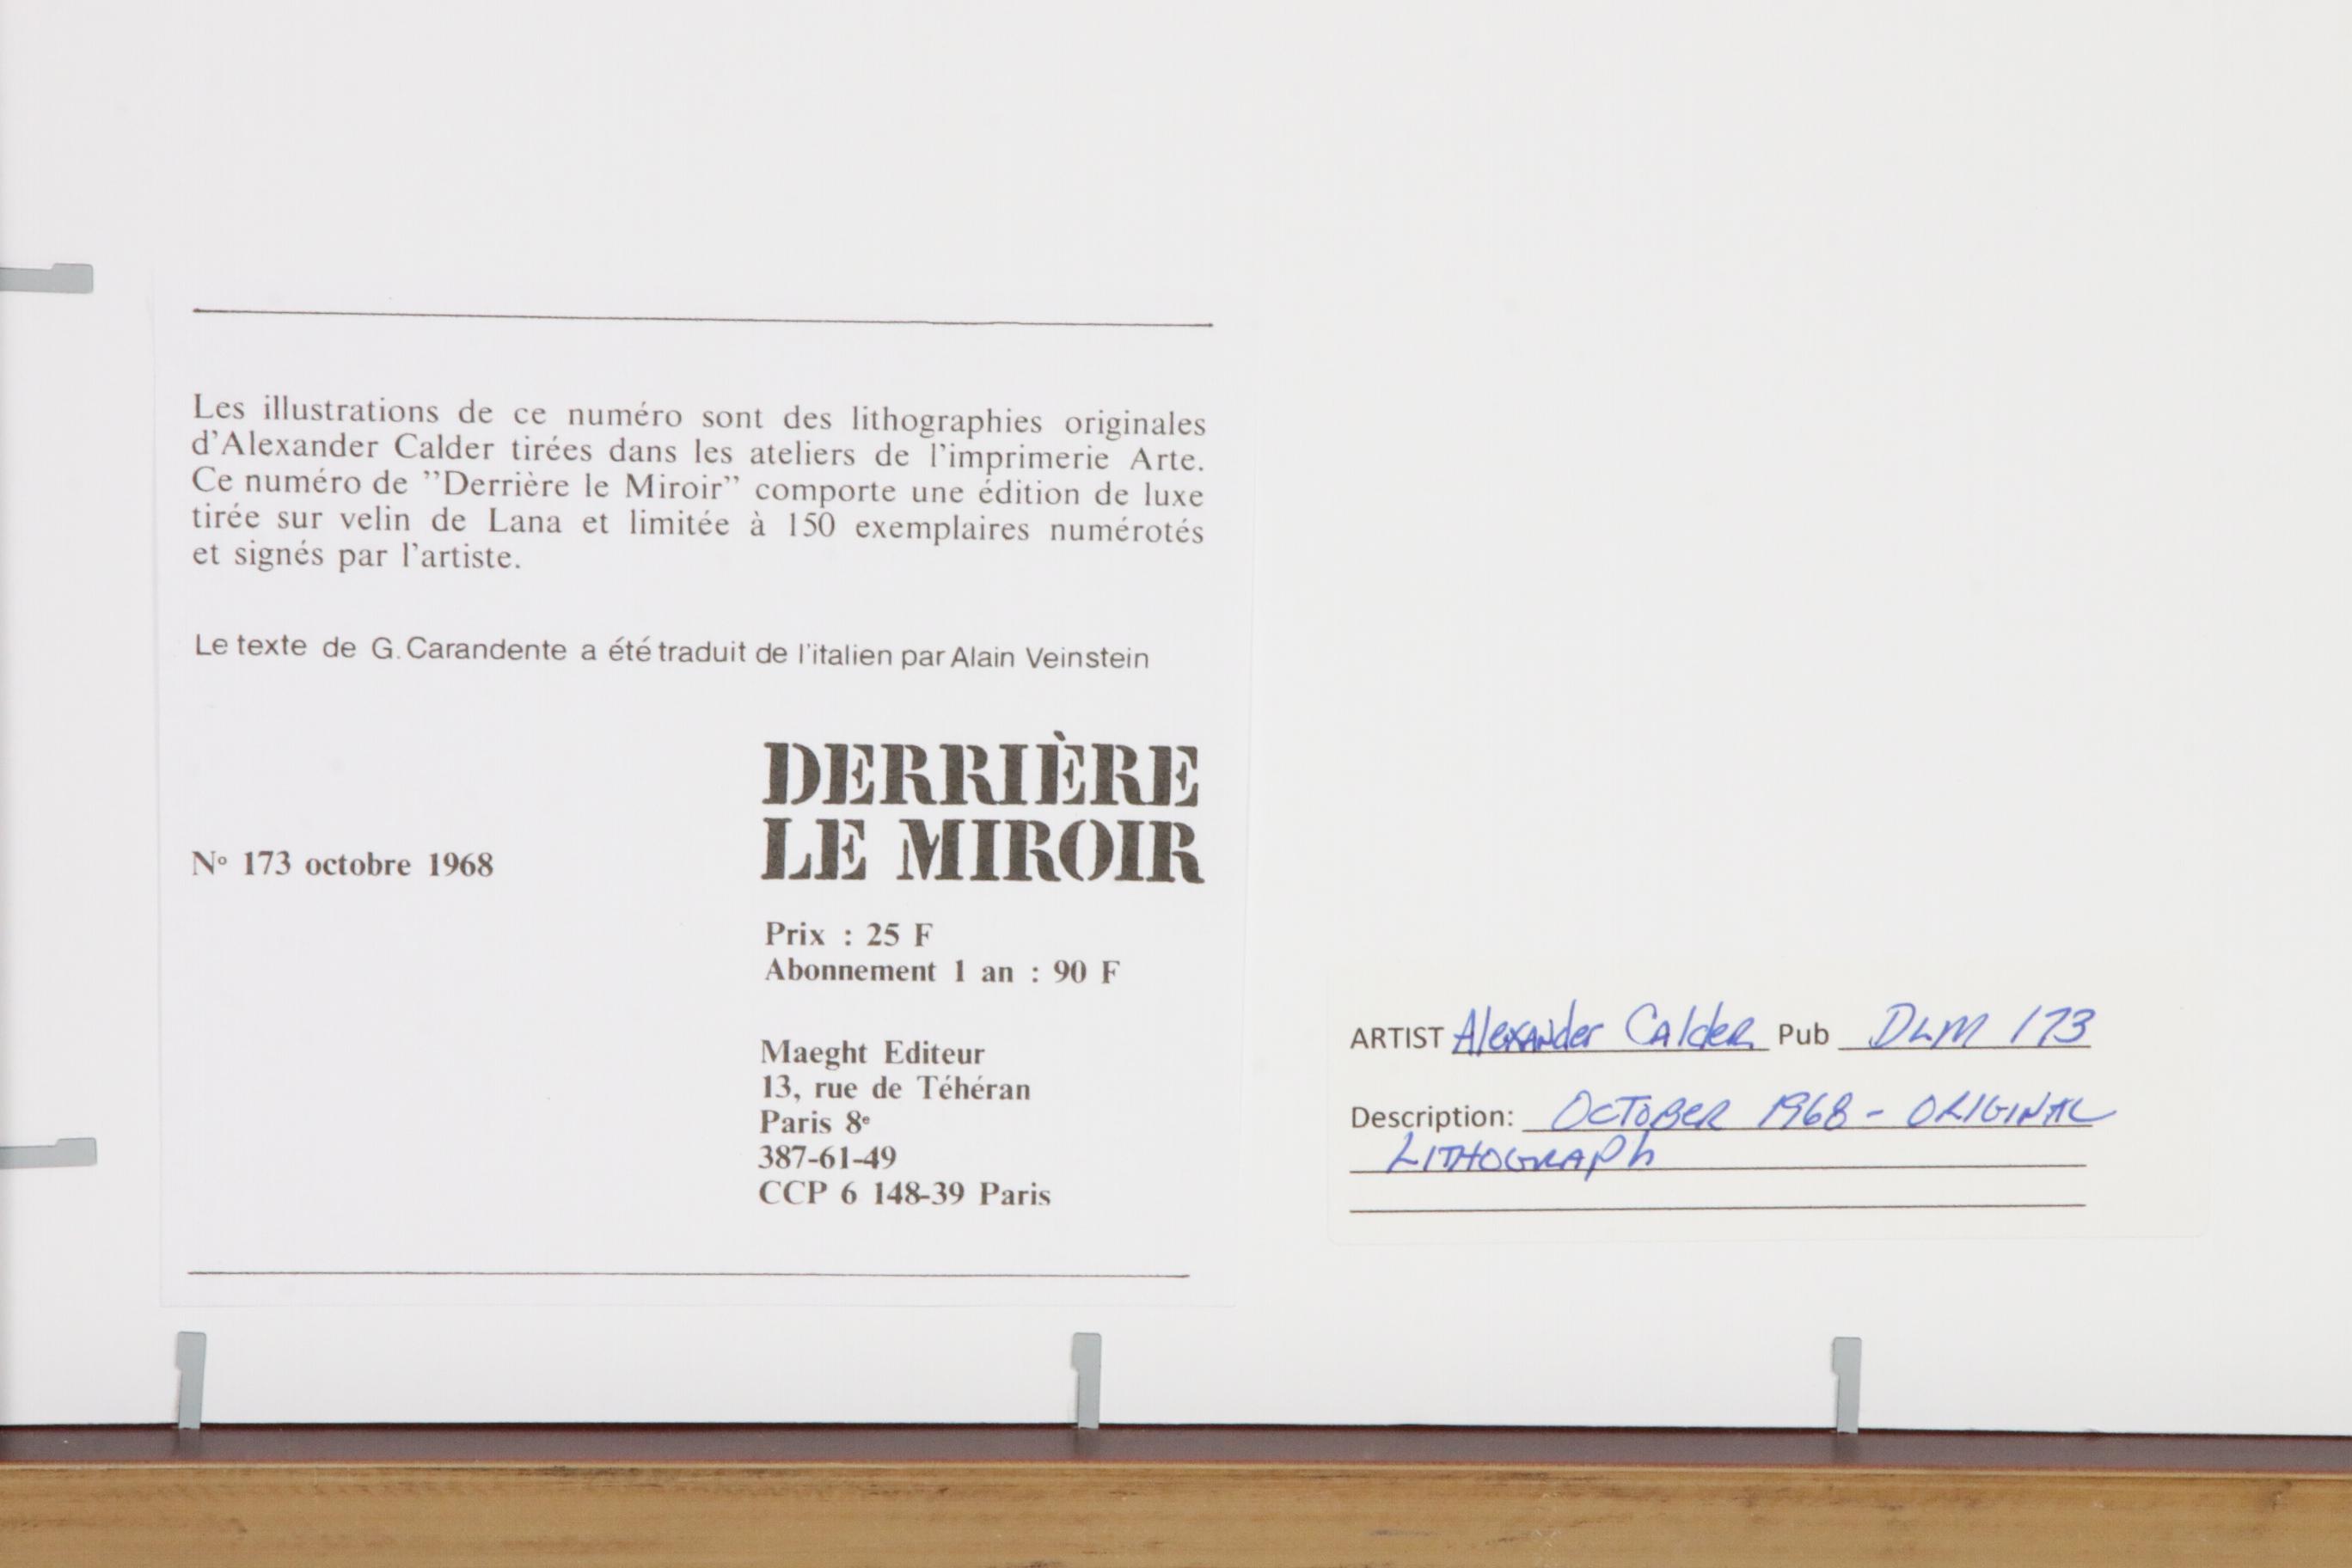 Les illustrations de ce numéro sont des lithographies originales
d'Alexander Calder tirées dans les ateliers de l'imprimerie Arte.
Ce numéro de "Derrière le Miroir" comporte une édition de luxe
tirée sur velin de Lana et limitée à 150 exemplaires numérotés
et signés par l'artiste.
Le texte de G. Carandente a été traduit de l'italien par Alain Veinstein
DERRIÈRE
LE MIROIR
N° 173 octobre 1968
Prix : 25 F
Abonnement 1 an : 90 F
Maeght Editeur
13, rue de Téhéran
Paris 8e
387-61-49
CCP 6 148-39 Paris
ARTIST Alexander Calder Pub DLM 173
Description: October 1968 - ORIGINAL
LITHOGRAPh